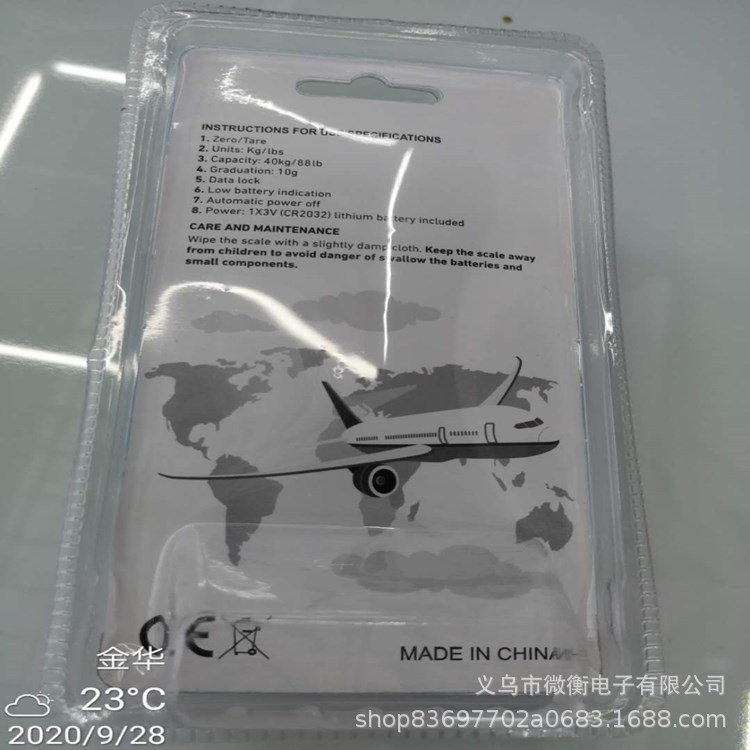 INSTRUCTIONS FOR USE SPECIFICATIONS
1. Zero/Tare
2. Units: Kg/lbs
3. Capacity: 40kg/88lb
4. Graduation: 10g
5. Data lock
6. Low battery indication
7. Automatic power off
8. Power: 1X3V (CR2032) lithium battery included
CARE AND MAINTENANCE
Wipe the scale with a slightly damp cloth. Keep the scale away
from children to avoid danger of swallow the batteries and
small components.
CE
MADE IN CHINA
金华
23°C
2020/9/28
义乌市微衡电子有限公司
shop83697702a0683.1688.com